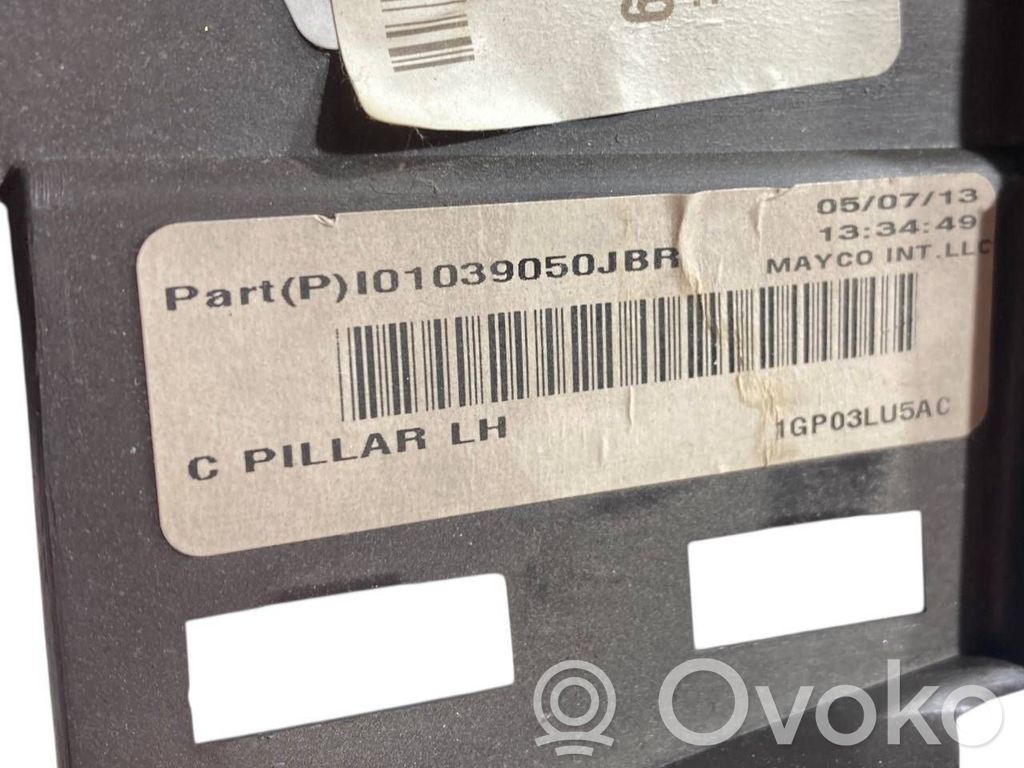 05/07/13
13:34:49
Part(P)I01039050JBR MAYCO INT.LLC
C PILLAR LH 1GP03LU5AC
Ovoko